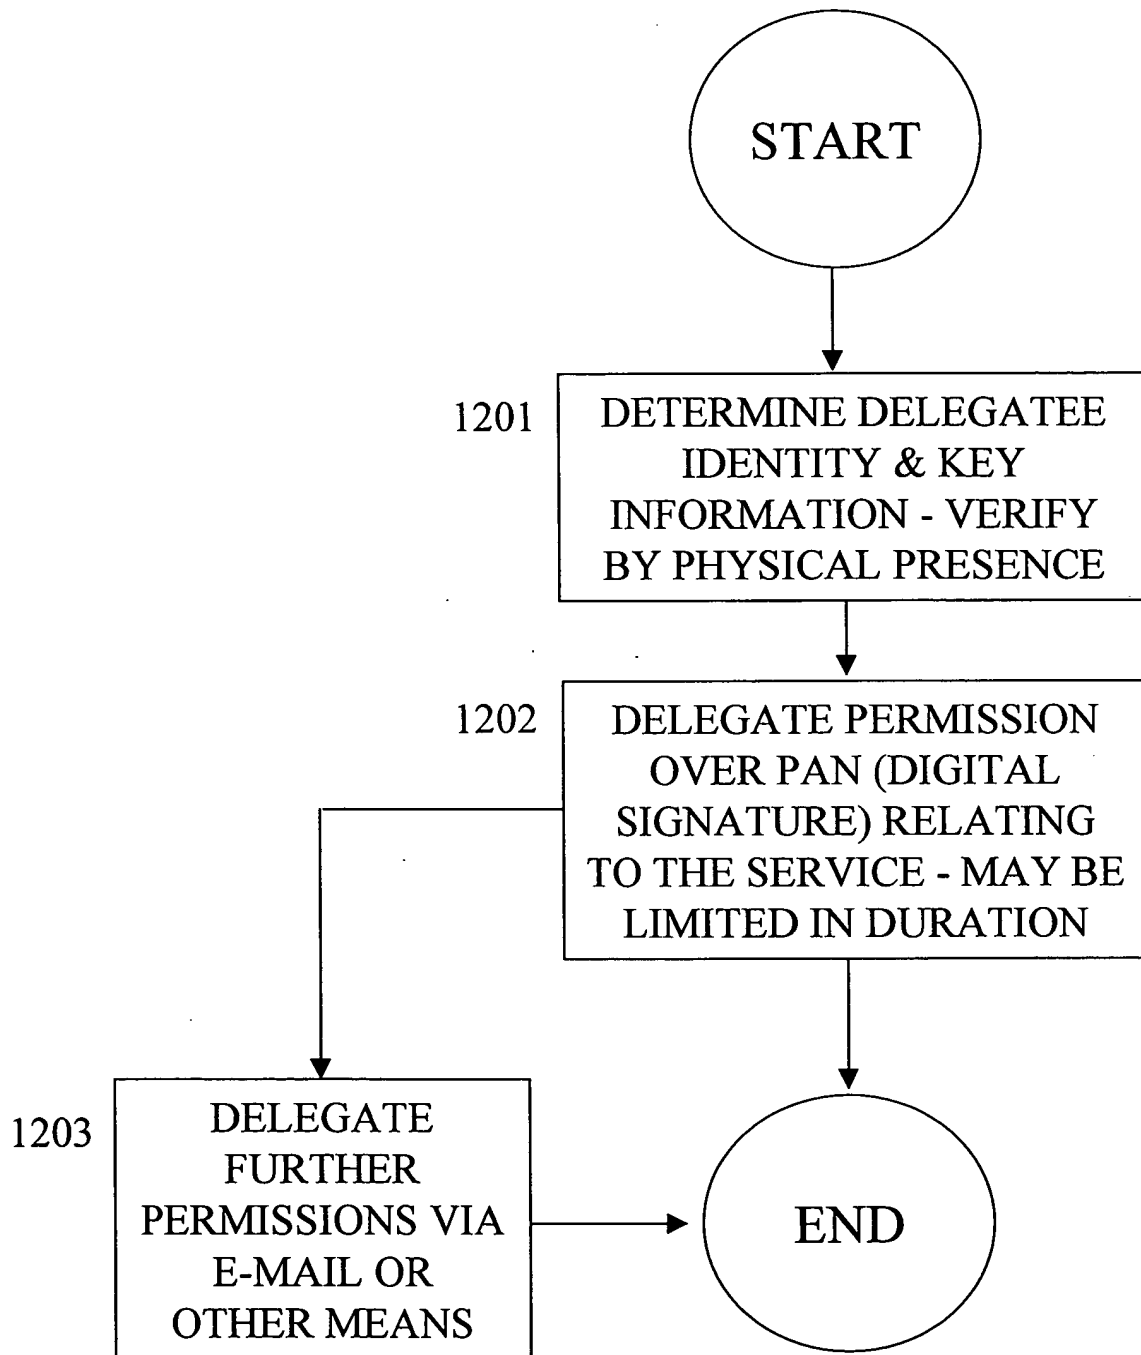 START
1201
DETERMINE DELEGATEE
IDENTITY & KEY
INFORMATION - VERIFY
BY PHYSICAL PRESENCE
1202
DELEGATE PERMISSION
OVER PAN (DIGITAL
SIGNATURE) RELATING
TO THE SERVICE - MAY BE
LIMITED IN DURATION
1203
DELEGATE
FURTHER
PERMISSIONS VIA
E-MAIL OR
OTHER MEANS
END